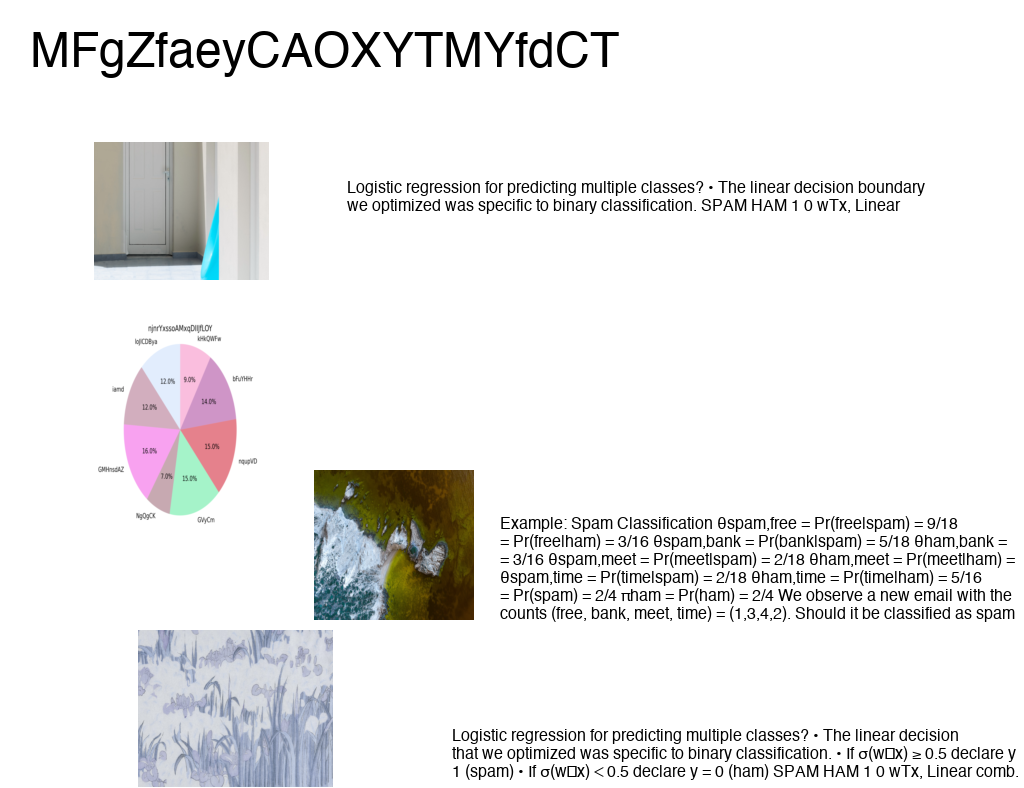 MFgZfaeyCAOXYTMYfdCT
Logistic regression for predicting multiple classes? • The linear decision boundary
we optimized was specific to binary classification. SPAM HAM 1 0 wTx, Linear
njnrYxssoAMxqDIIjfLOY
kHkQWFw
bFuYHHr
nqupVD
GVyCm
NgQgCK
GMHnsdAZ
iamd
IoJlCDBya
9.0%
14.0%
15.0%
15.0%
7.0%
16.0%
12.0%
12.0%
Example: Spam Classification θspam,free = Pr(free|spam) = 9/18
= Pr(free|ham) = 3/16 θspam,bank = Pr(bank|spam) = 5/18 θham,bank =
= 3/16 θspam,meet = Pr(meet|spam) = 2/18 θham,meet = Pr(meet|ham) =
θspam,time = Pr(time|spam) = 2/18 θham,time = Pr(time|ham) = 5/16
= Pr(spam) = 2/4 πham = Pr(ham) = 2/4 We observe a new email with the
counts (free, bank, meet, time) = (1,3,4,2). Should it be classified as spam
Logistic regression for predicting multiple classes? • The linear decision
that we optimized was specific to binary classification. • If σ(w□x) ≥ 0.5 declare y
1 (spam) • If σ(w□x) < 0.5 declare y = 0 (ham) SPAM HAM 1 0 wTx, Linear comb.